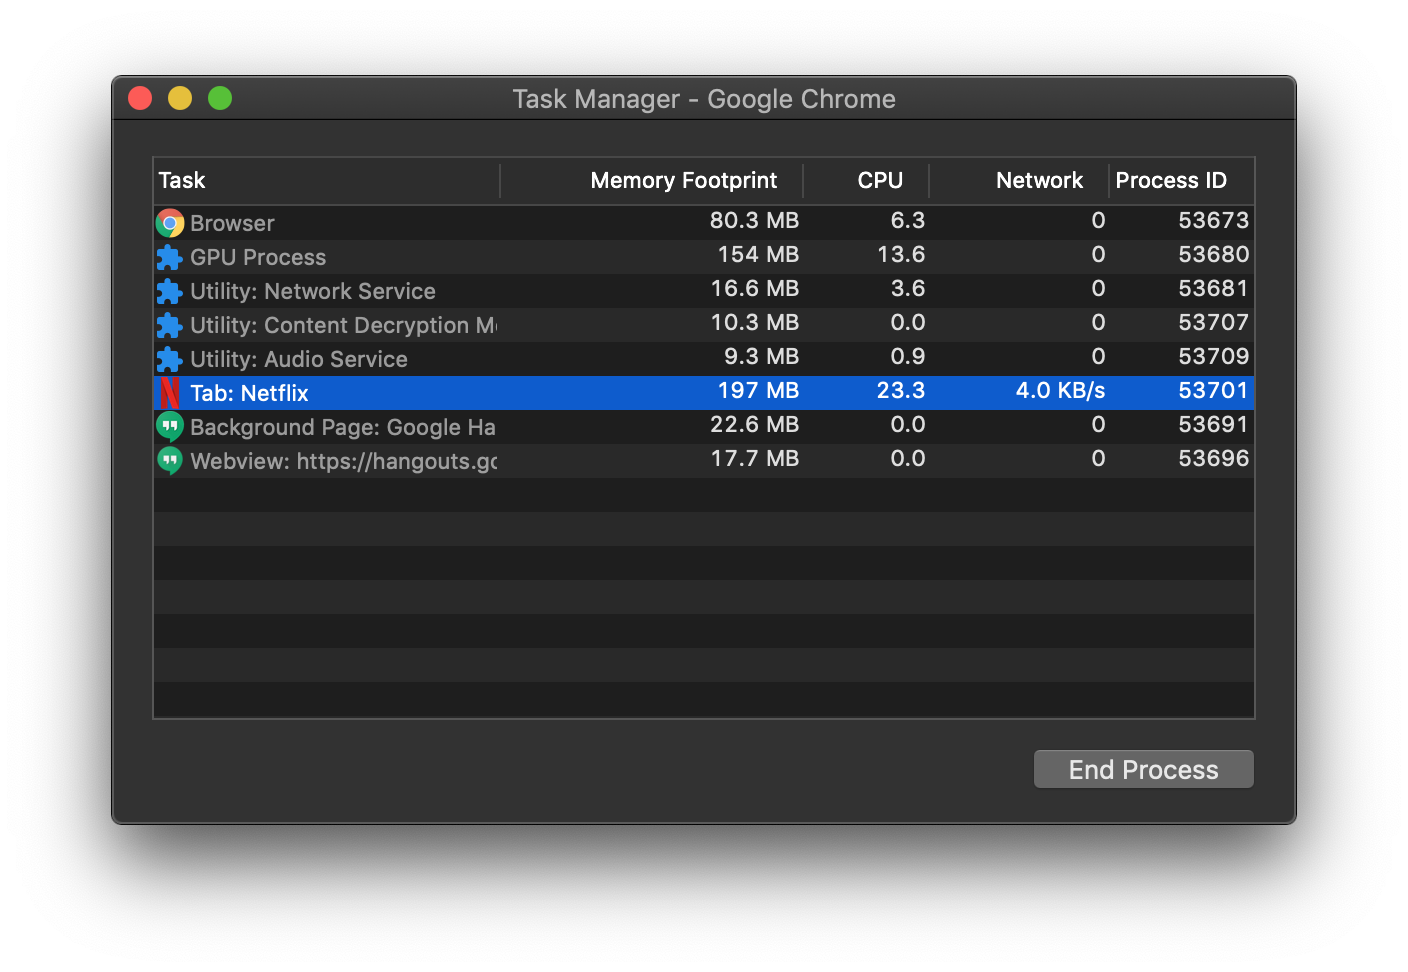 Task Manager - Google Chrome
Task Memory Footprint CPU Network Process ID
Browser 80.3 MB 6.3 0 53673
GPU Process 154 MB 13.6 0 53680
Utility: Network Service 16.6 MB 3.6 0 53681
Utility: Content Decryption M 10.3 MB 0.0 0 53707
Utility: Audio Service 9.3 MB 0.9 0 53709
Tab: Netflix 197 MB 23.3 4.0 KB/s 53701
Background Page: Google Ha 22.6 MB 0.0 0 53691
Webview: https://hangouts.gc 17.7 MB 0.0 0 53696
End Process